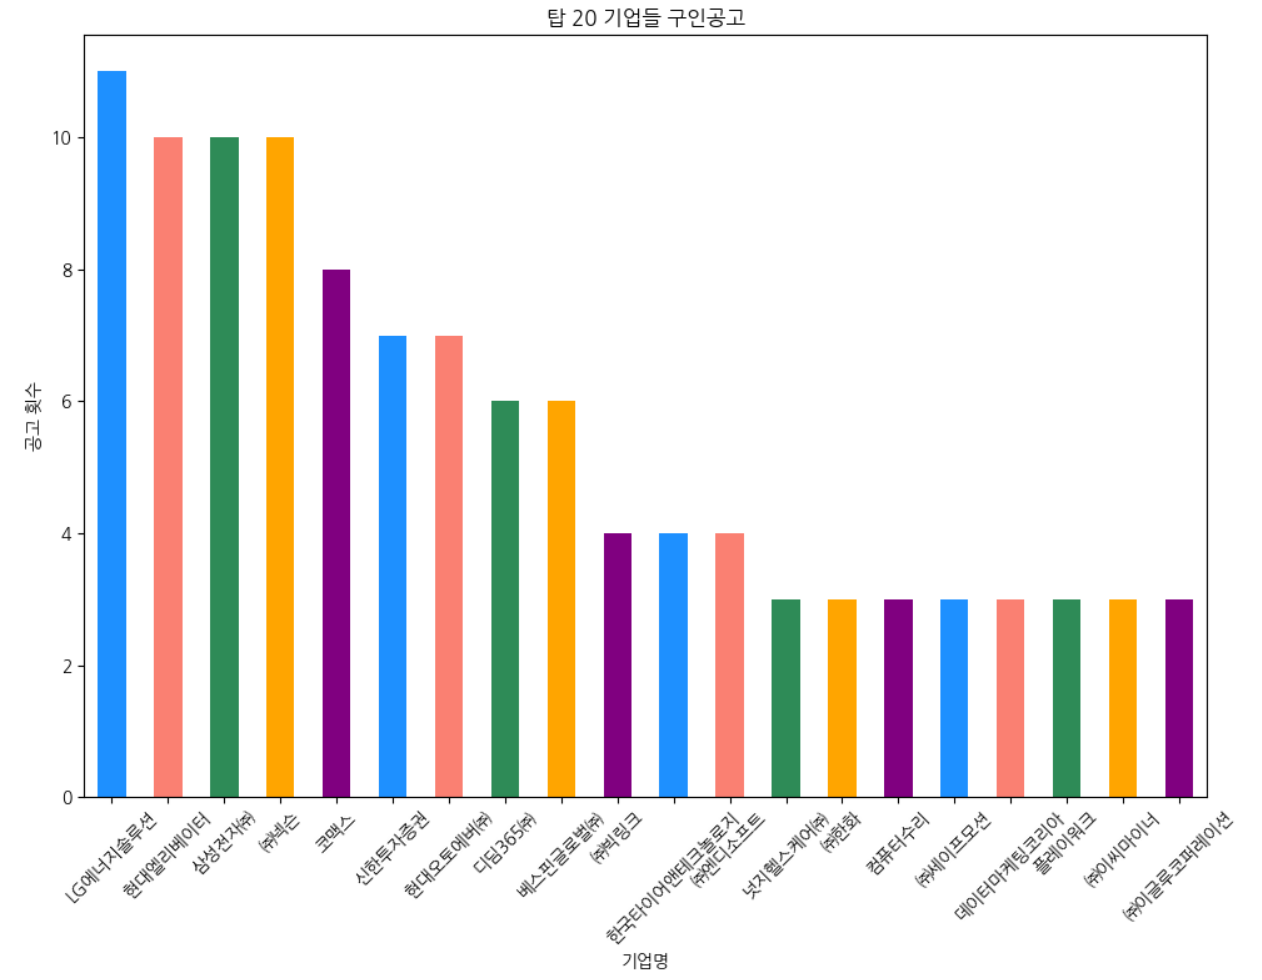 탑 20 기업들 구인공고
공고 횟수
10
8
6
4
2
0
LG에너지솔루션
현대엘리베이터
삼성전자㈜
㈜넥슨
코맥스
신한투자증권
현대오토에버㈜
디딤365㈜
베스핀글로벌㈜
㈜빅링크
한국타이어앤테크놀로지
㈜엔디소프트
넛지헬스케어㈜
㈜한화
컴퓨터수리
㈜세이프모션
데이터마케팅코리아
플레이위크
㈜이씨마이너
㈜이글루코퍼레이션
기업명